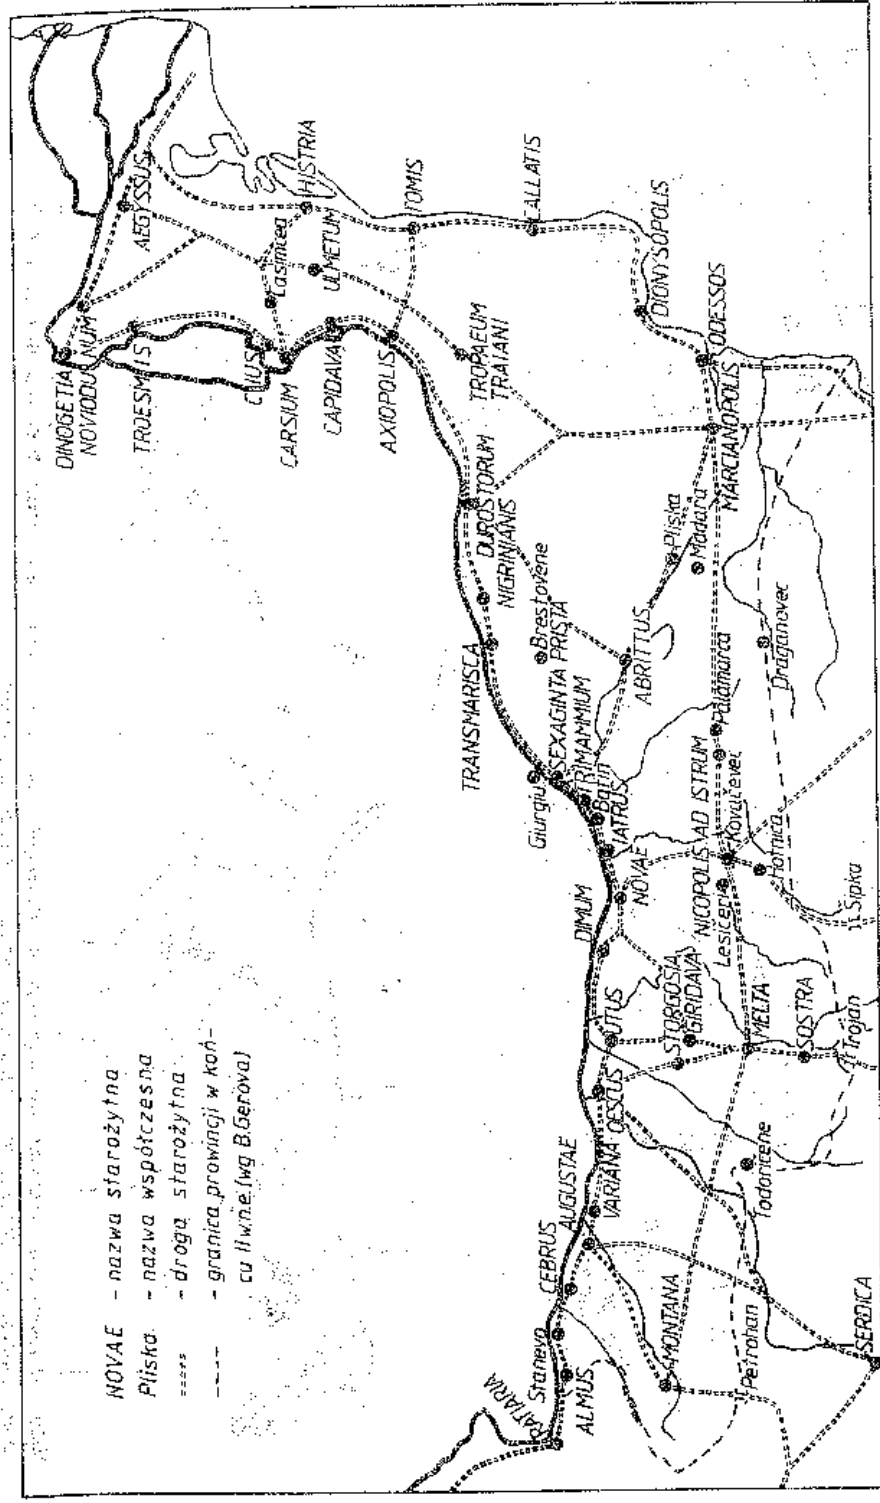 NOVAE - nazwa starożytna
Pliska - nazwa współczesna
==== - droga starożytna
---- - granica prowincji w koń-
cu II w.n.e. (wg B.Gerova)
RATIARIA
Stanevo
ALMUS
CEBRUS
AUGUSTAE
VARIANA
OESCUS
UTUS
DIMUM
NOVAE
IATRUS
Batin
TRIMAMMIUM
SEXAGINTA PRISTA
Giurgiu
TRANSMARISCA
Brestovene
NIGRINIANIS
DUROSTORUM
AXIOPOLIS
CAPIDAVA
CARSIUM
CIUS
TROESMIS
DINOGETIA
NOVIODUNUM
AEGYSSUS
HISTRIA
Casimcea
ULMETUM
TOMIS
CALLATIS
TROPAEUM
TRAIANI
DIONYSOPOLIS
ODESSOS
MARCIANOPOLIS
Pliska
Madara
ABRITTUS
Draganovec
Palamarca
NICOPOLIS AD ISTRUM
Kovačevec
Lesičeri
Hotnica
Šipka
STORGOSIA
GIRIDAVA
MELTA
SOSTRA
Trojan
Todoričene
MONTANA
Petrohan
SERDICA